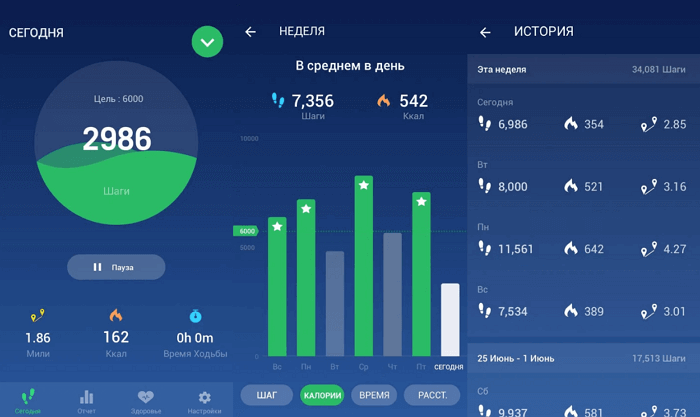 СЕГОДНЯ
Цель : 6000
2986
Шаги
Пауза
1.86
Мили
162
Ккал
0h 0m
Время Ходьбы
Сегодня
Отчет
Здоровье
Настройки
НЕДЕЛЯ
В среднем в день
7,356
Шаги
542
Ккал
10000
6000
5000
0
Вс Пн Вт Ср Чт Пт СЕГОДНЯ
ШАГ КАЛОРИИ ВРЕМЯ РАССТ.
ИСТОРИЯ
Эта неделя 34,081 Шаги
Сегодня
6,986 354 2.85
Вт
8,000 521 3.16
Пн
11,561 642 4.27
Вс
7,534 389 3.01
25 Июнь - 1 Июнь 17,513 Шаги
Сб
9,937 581 3.73